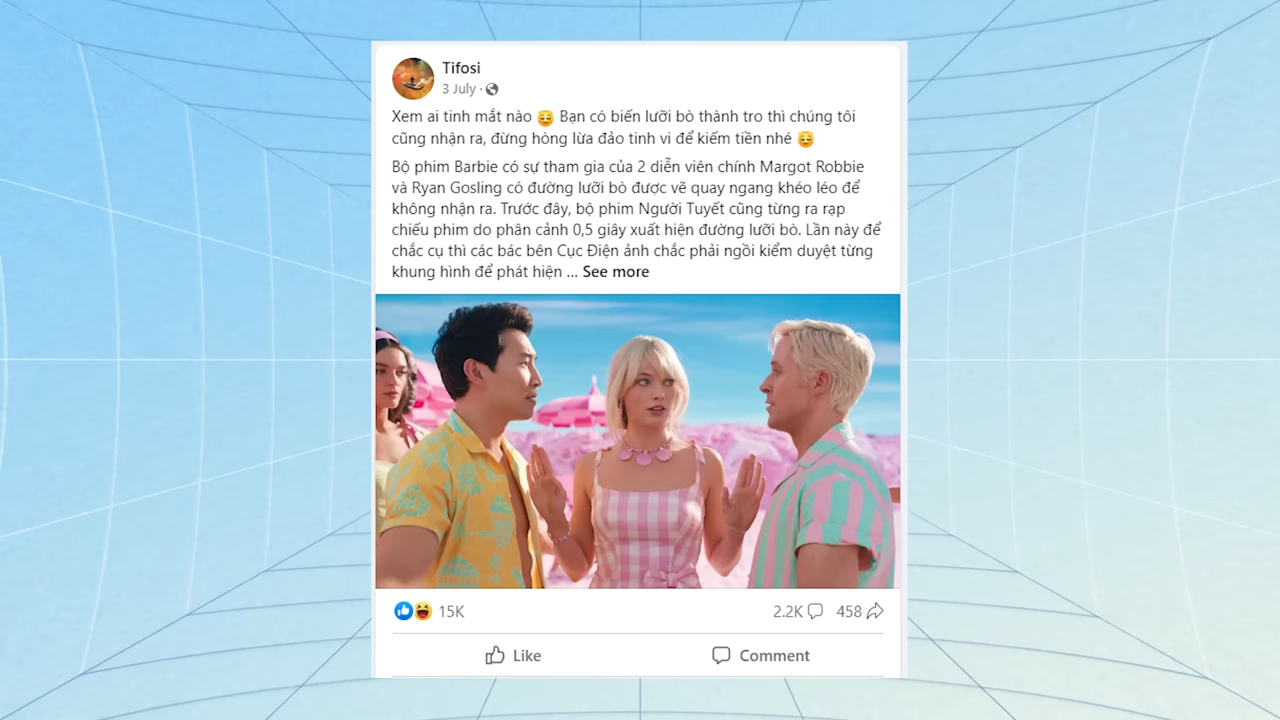 Tifosi
3 July ·
Xem ai tinh mắt nào 😇 Bạn có biến lưỡi bò thành tro thì chúng tôi
cũng nhận ra, đừng hòng lừa đảo tinh vi để kiếm tiền nhé 😇
Bộ phim Barbie có sự tham gia của 2 diễn viên chính Margot Robbie
và Ryan Gosling có đường lưỡi bò được vẽ quay ngang khéo léo để
không nhận ra. Trước đây, bộ phim Người Tuyết cũng từng ra rạp
chiếu phim do phân cảnh 0,5 giây xuất hiện đường lưỡi bò. Lần này để
chắc cụ thì các bác bên Cục Điện ảnh chắc phải ngồi kiểm duyệt từng
khung hình để phát hiện ... See more
15K
2.2K
458
Like
Comment